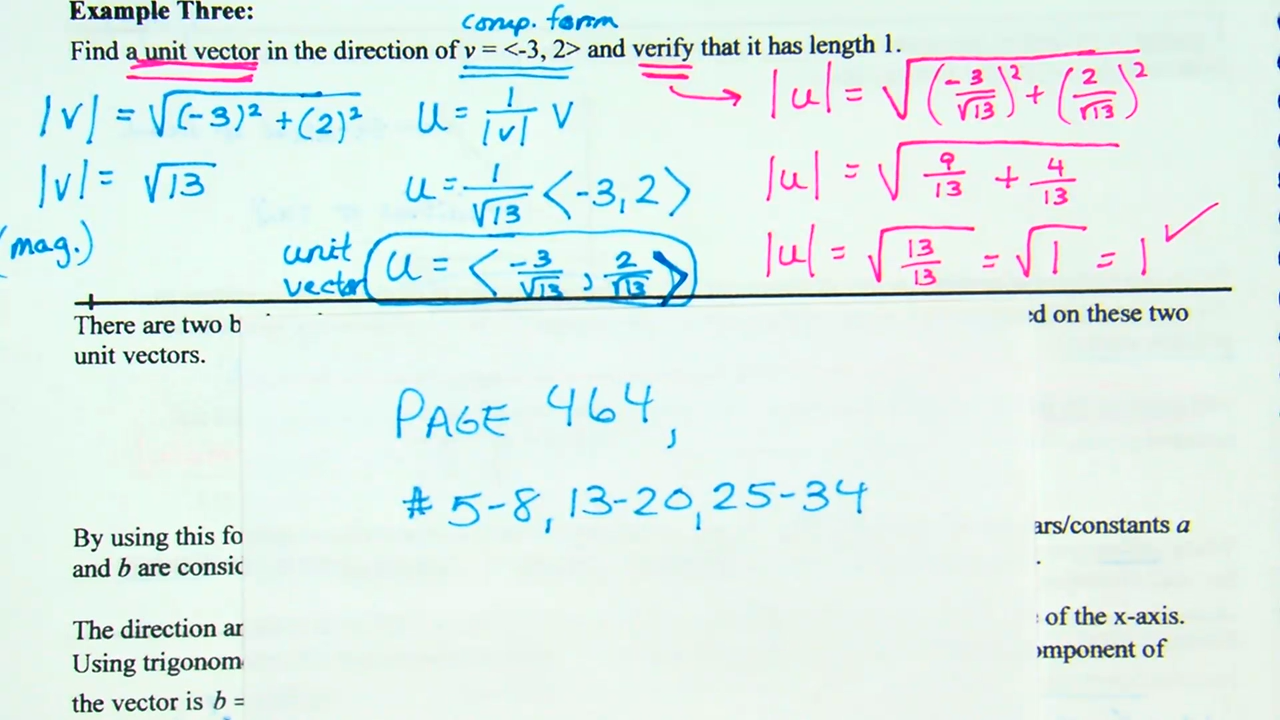 Example Three:
comp. form
Find a unit vector in the direction of v = <-3, 2> and verify that it has length 1.
|v| = √(-3)² + (2)²
|v| = √13
(mag.)
u = 1/|v| v
u = 1/√13 <-3, 2>
unit vector u = <-3/√13, 2/√13>
|u| = √(-3/√13)² + (2/√13)²
|u| = √9/13 + 4/13
|u| = √13/13 = √1 = 1 ✓
There are two b
ed on these two
unit vectors.
PAGE 464,
# 5-8, 13-20, 25-34
By using this fo
ars/constants a
and b are consid
.
The direction an
of the x-axis.
Using trigonom
omponent of
the vector is b =